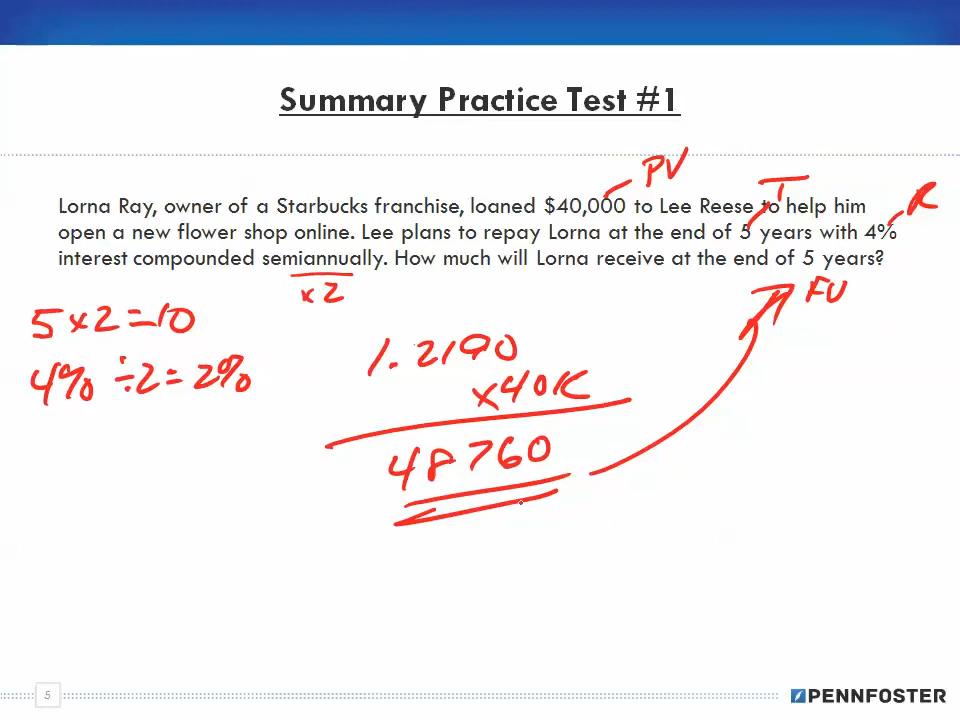 Summary Practice Test #1
PV
T
R
Lorna Ray, owner of a Starbucks franchise, loaned $40,000 to Lee Reese to help him
open a new flower shop online. Lee plans to repay Lorna at the end of 5 years with 4%
interest compounded semiannually. How much will Lorna receive at the end of 5 years?
x2
FV
5 x 2 = 10
4% ÷ 2 = 2%
1.2190
x40K
48760
5
PENNFOSTER